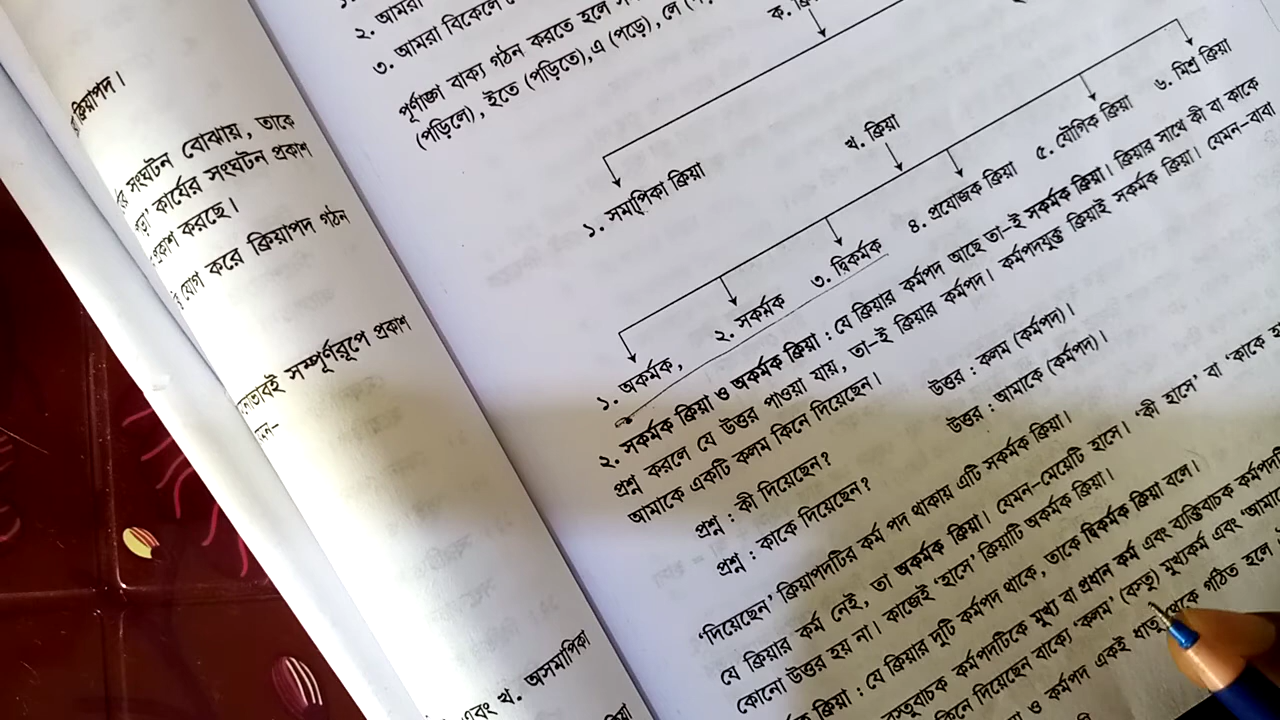 ক্রিয়াপদ।
সংঘটন বোঝায়, তাকে
কার্যের সংঘটন প্রকাশ
প্রকাশ করছে।
যোগ করে ক্রিয়াপদ গঠন
সম্পূর্ণরূপে প্রকাশ
এবং খ. অসমাপিকা
২. আমরা
৩. আমরা বিকেলে
পূর্ণাঙ্গ বাক্য গঠন করতে হলে
(পড়িলে), ইতে (পড়িতে), এ (পড়ে), লে
ক.
১. সমাপিকা ক্রিয়া
খ. ক্রিয়া
১. অকর্মক, ২. সকর্মক ৩. দ্বিকর্মক ৪. প্রযোজক ক্রিয়া ৫. যৌগিক ক্রিয়া ৬. মিশ্র ক্রিয়া
২. সকর্মক ক্রিয়া ও অকর্মক ক্রিয়া : যে ক্রিয়ার কর্মপদ আছে তা-ই সকর্মক ক্রিয়া। ক্রিয়ার সাথে কী বা কাকে
প্রশ্ন করলে যে উত্তর পাওয়া যায়, তা-ই ক্রিয়ার কর্মপদ। কর্মপদযুক্ত ক্রিয়াই সকর্মক ক্রিয়া। যেমন-বাবা
আমাকে একটি কলম কিনে দিয়েছেন।
প্রশ্ন : কী দিয়েছেন? উত্তর : কলম (কর্মপদ)।
প্রশ্ন : কাকে দিয়েছেন? উত্তর : আমাকে (কর্মপদ)।
‘দিয়েছেন’ ক্রিয়াপদটির কর্ম পদ থাকায় এটি সকর্মক ক্রিয়া।
যে ক্রিয়ার কর্ম নেই, তা অকর্মক ক্রিয়া। যেমন-মেয়েটি হাসে। ‘কী হাসে’ বা ‘কাকে
কোনো উত্তর হয় না। কাজেই ‘হাসে’ ক্রিয়াটি অকর্মক ক্রিয়া।
ক্রিয়া : যে ক্রিয়ার দুটি কর্মপদ থাকে, তাকে দ্বিকর্মক ক্রিয়া বলে।
বস্তুবাচক কর্মপদটিকে মুখ্য বা প্রধান কর্ম এবং ব্যক্তিবাচক কর্মপদটি
কিনে দিয়েছেন বাক্যে ‘কলম’ (বস্তু) মুখ্যকর্ম এবং ‘আমাকে
ও কর্মপদ একই ধাতু থেকে গঠিত হলে